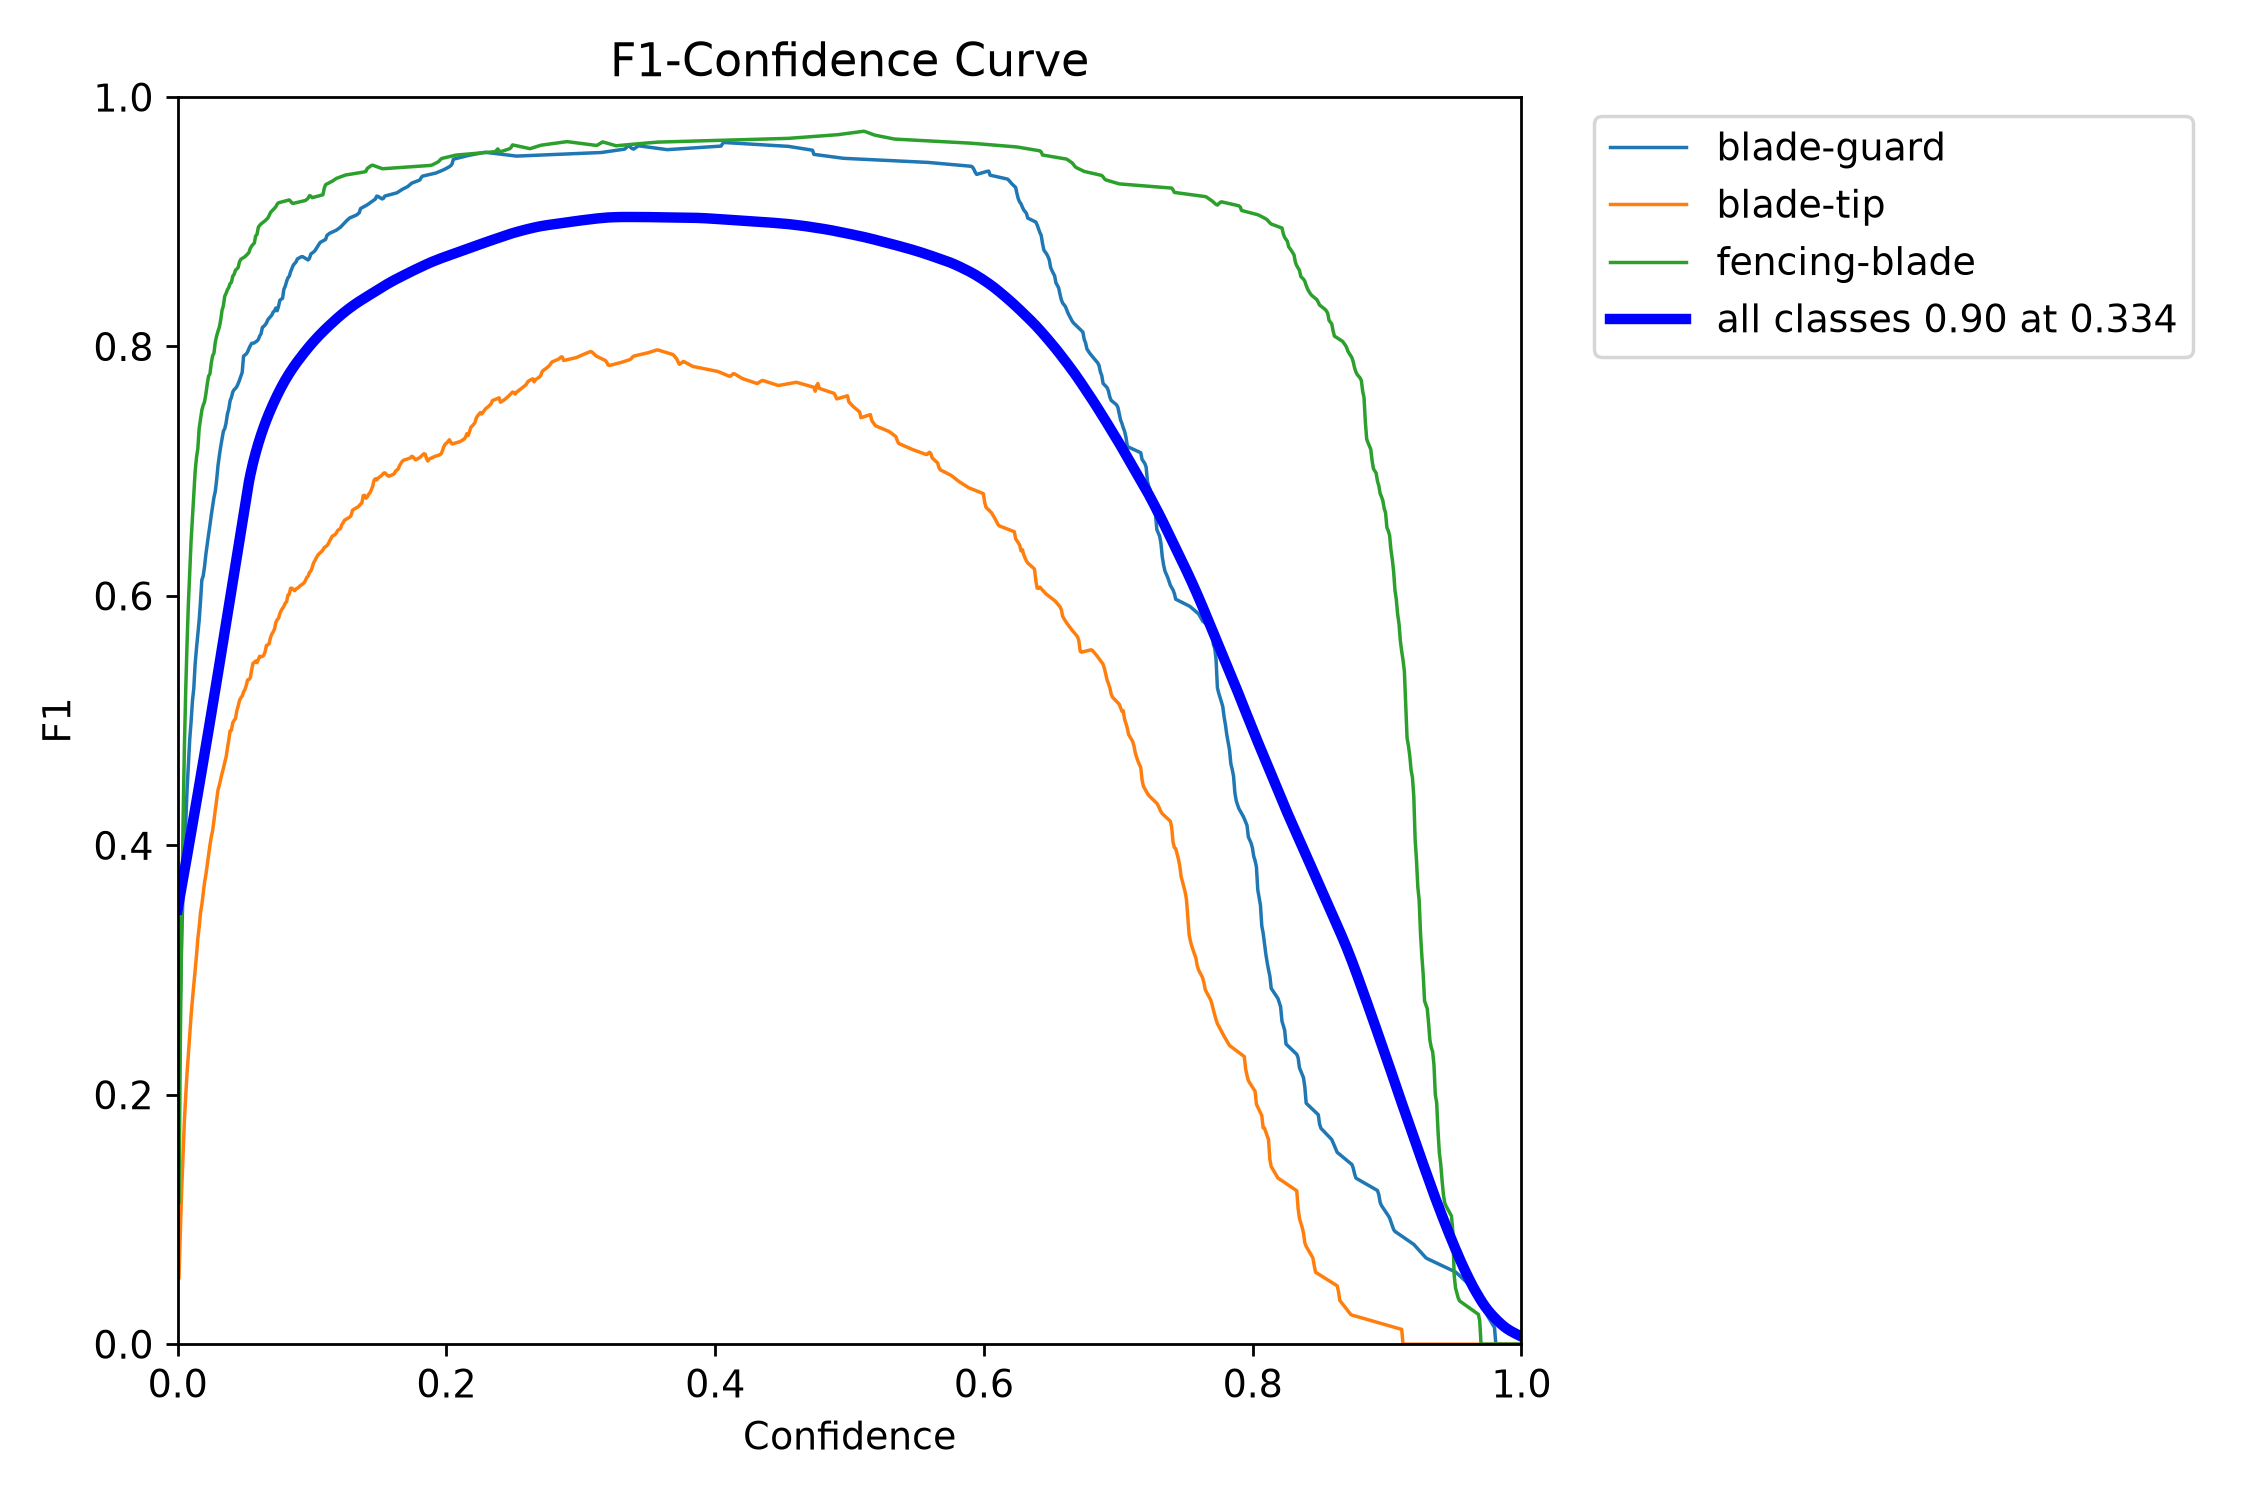 F1-Confidence Curve
1.0
0.8
0.6
0.4
0.2
0.0
F1
0.0 0.2 0.4 0.6 0.8 1.0
Confidence
blade-guard
blade-tip
fencing-blade
all classes 0.90 at 0.334